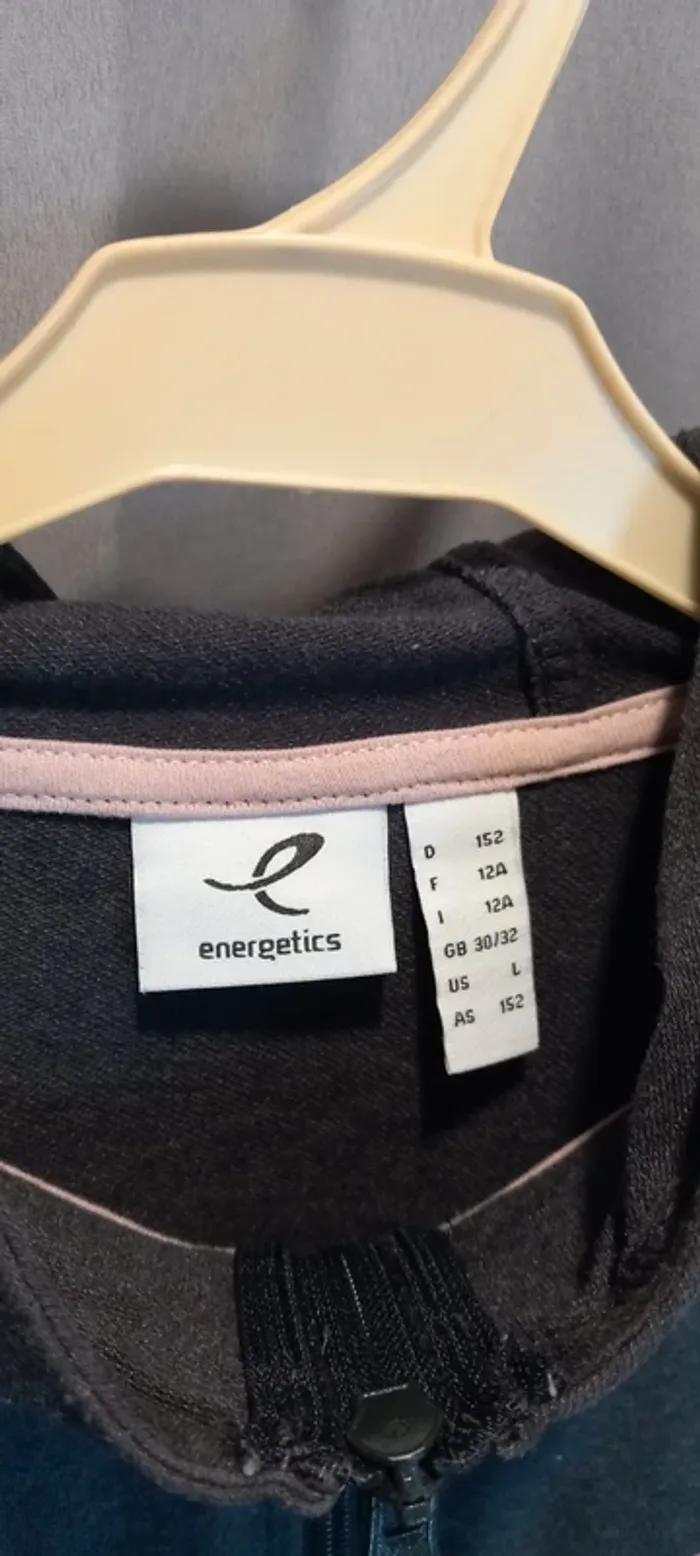 energetics
D 152
F 12A
I 12A
GB 30/32
US L
AS 152